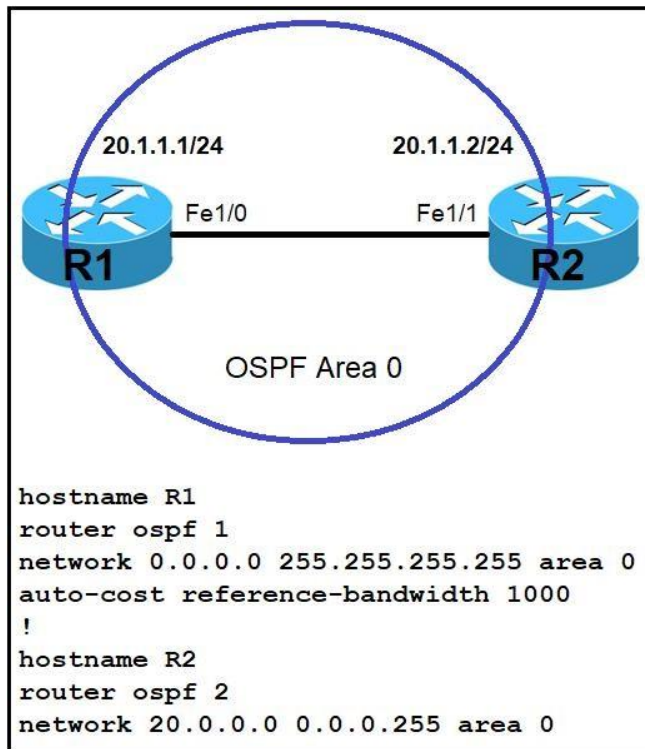 20.1.1.1/24 20.1.1.2/24
Fe1/0 Fe1/1
R1 R2
OSPF Area 0
hostname R1
router ospf 1
network 0.0.0.0 255.255.255.255 area 0
auto-cost reference-bandwidth 1000
!
hostname R2
router ospf 2
network 20.0.0.0 0.0.0.255 area 0